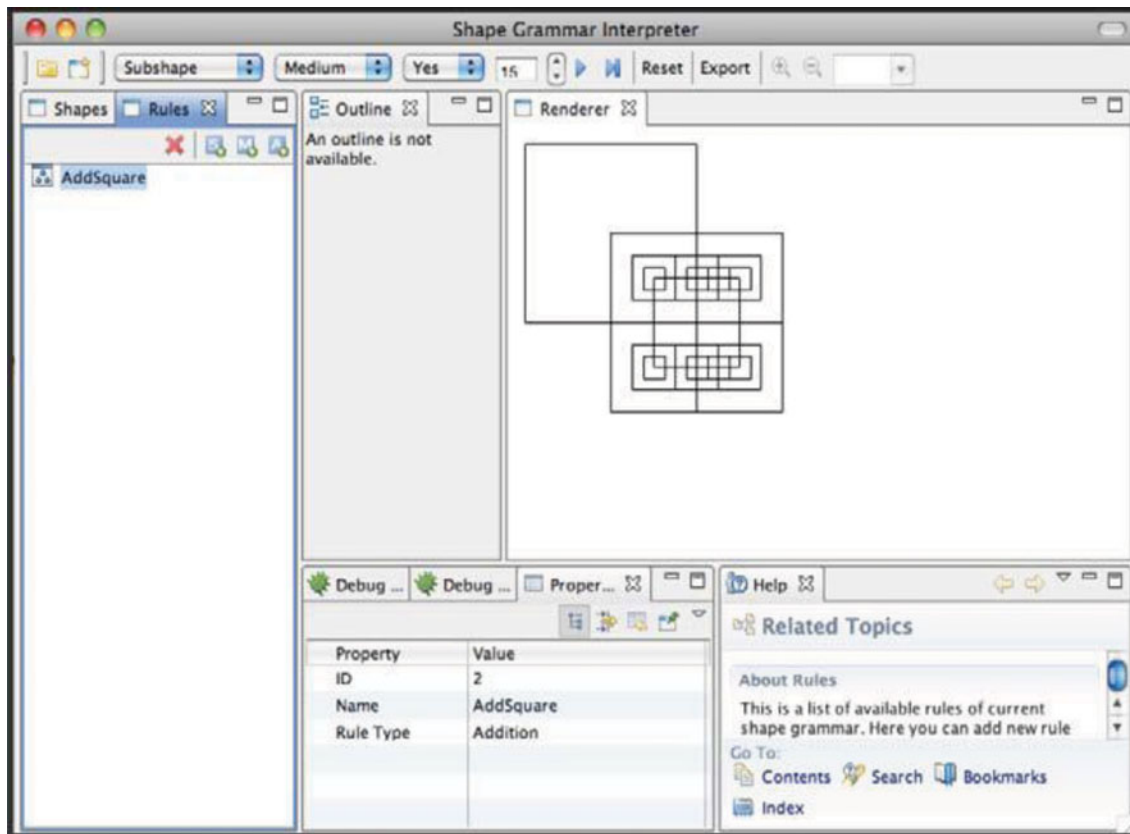 Shape Grammar Interpreter
Subshape Medium Yes 15 Reset Export
Shapes Rules
AddSquare
Outline
An outline is not
available.
Renderer
Debug ... Debug ... Proper...
Property Value
ID 2
Name AddSquare
Rule Type Addition
Help
Related Topics
About Rules
This is a list of available rules of current
shape grammar. Here you can add new rule
Go To:
Contents Search Bookmarks
Index